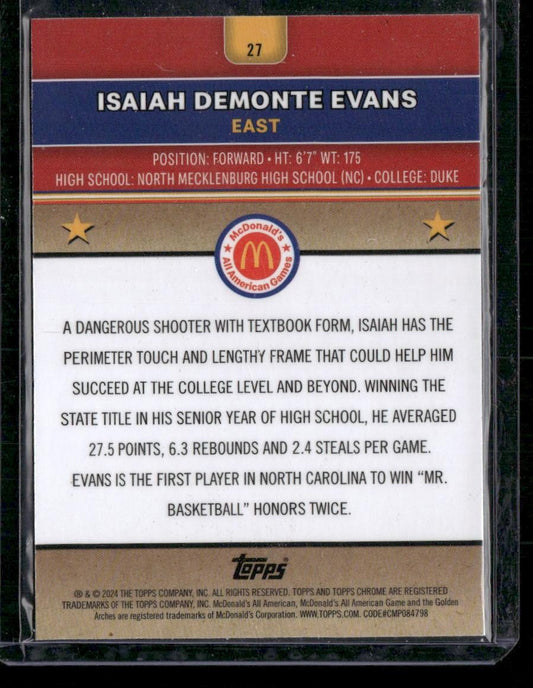 27
ISAIAH DEMONTE EVANS
EAST
POSITION: FORWARD • HT: 6'7" WT: 175
HIGH SCHOOL: NORTH MECKLENBURG HIGH SCHOOL (NC) • COLLEGE: DUKE
McDonald's
All American Games
A DANGEROUS SHOOTER WITH TEXTBOOK FORM, ISAIAH HAS THE
PERIMETER TOUCH AND LENGTHY FRAME THAT COULD HELP HIM
SUCCEED AT THE COLLEGE LEVEL AND BEYOND. WINNING THE
STATE TITLE IN HIS SENIOR YEAR OF HIGH SCHOOL, HE AVERAGED
27.5 POINTS, 6.3 REBOUNDS AND 2.4 STEALS PER GAME.
EVANS IS THE FIRST PLAYER IN NORTH CAROLINA TO WIN “MR.
BASKETBALL” HONORS TWICE.
Topps
® & © 2024 THE TOPPS COMPANY, INC. ALL RIGHTS RESERVED. TOPPS AND TOPPS CHROME ARE REGISTERED
TRADEMARKS OF THE TOPPS COMPANY, INC. McDonald's All American, McDonald's All American Game and the Golden
Arches are registered trademarks of McDonald's Corporation. WWW.TOPPS.COM. CODE#CMP084798